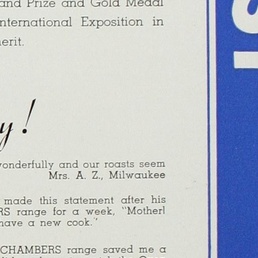 and Prize and Gold Medal
International Exposition in
erit.
y!
wonderfully and our roasts seem
Mrs. A. Z., Milwaukee
made this statement after his
RS range for a week, "Mother!
have a new cook."
CHAMBERS range saved me a